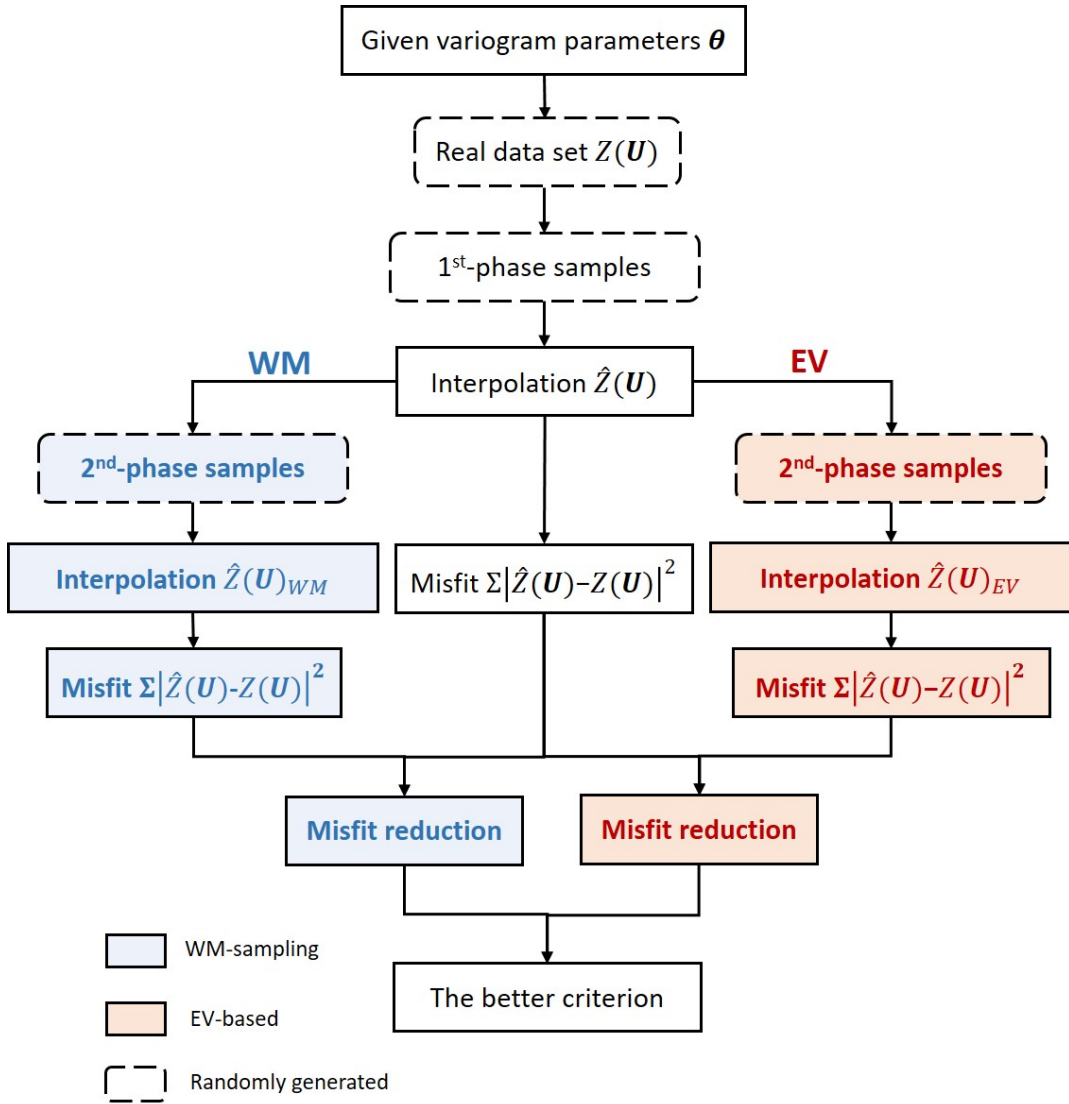 Given variogram parameters θ
Real data set Z(U)
1st-phase samples
WM
EV
Interpolation Ẑ(U)
2nd-phase samples
2nd-phase samples
Interpolation Ẑ(U)WM
Misfit Σ|Ẑ(U)−Z(U)|²
Interpolation Ẑ(U)EV
Misfit Σ|Ẑ(U)-Z(U)|²
Misfit Σ|Ẑ(U)−Z(U)|²
Misfit reduction
Misfit reduction
The better criterion
WM-sampling
EV-based
Randomly generated